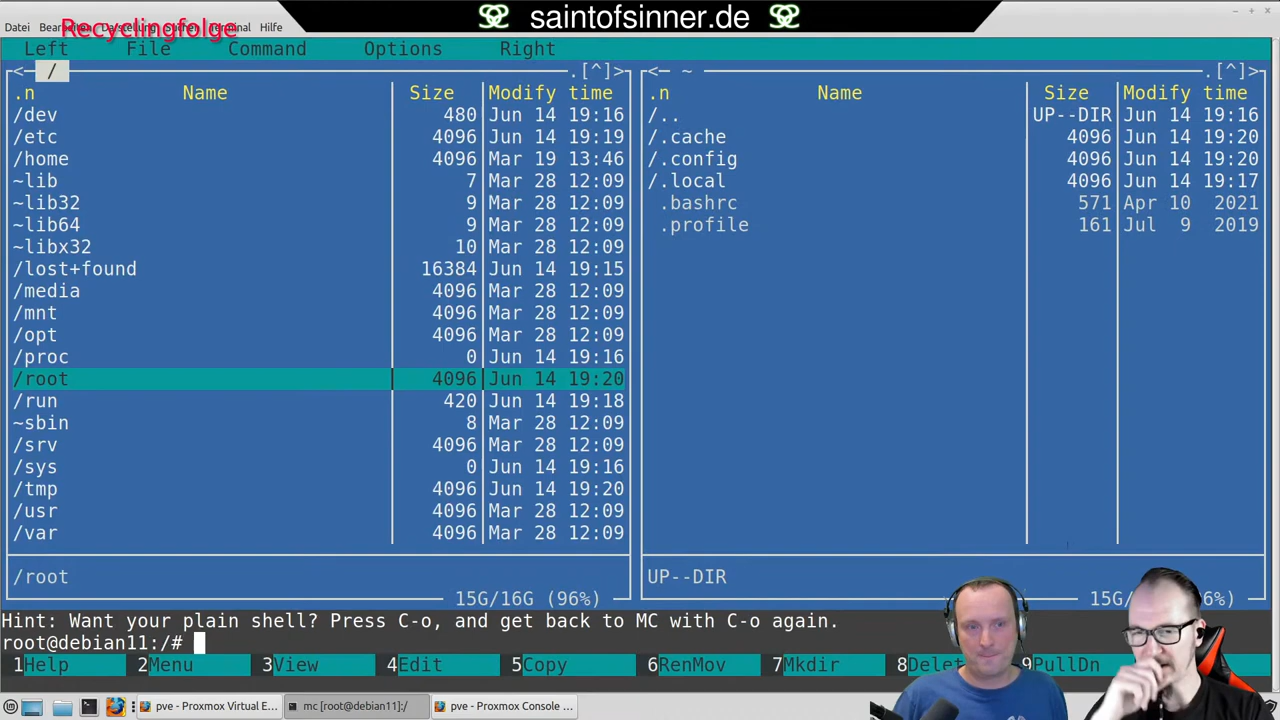 saintofsinner.de
Recyclingfolge
Datei Terminal Hilfe
Left File Command Options Right
<─ / .[^]>
.n Name Size Modify time
/dev 480 Jun 14 19:16
/etc 4096 Jun 14 19:19
/home 4096 Mar 19 13:46
~lib 7 Mar 28 12:09
~lib32 9 Mar 28 12:09
~lib64 9 Mar 28 12:09
~libx32 10 Mar 28 12:09
/lost+found 16384 Jun 14 19:15
/media 4096 Mar 28 12:09
/mnt 4096 Mar 28 12:09
/opt 4096 Mar 28 12:09
/proc 0 Jun 14 19:16
/root 4096 Jun 14 19:20
/run 420 Jun 14 19:18
~sbin 8 Mar 28 12:09
/srv 4096 Mar 28 12:09
/sys 0 Jun 14 19:16
/tmp 4096 Jun 14 19:20
/usr 4096 Mar 28 12:09
/var 4096 Mar 28 12:09
/root
15G/16G (96%)
<─ ~ .[^]>
.n Name Size Modify time
/.. UP--DIR Jun 14 19:16
/.cache 4096 Jun 14 19:20
/.config 4096 Jun 14 19:20
/.local 4096 Jun 14 19:17
.bashrc 571 Apr 10 2021
.profile 161 Jul 9 2019
UP--DIR
15G/
Hint: Want your plain shell? Press C-o, and get back to MC with C-o again.
root@debian11:/#
1Help 2Menu 3View 4Edit 5Copy 6RenMov 7Mkdir 8Delet 9PullDn
pve - Proxmox Virtual E... mc [root@debian11]:/ pve - Proxmox Console ...